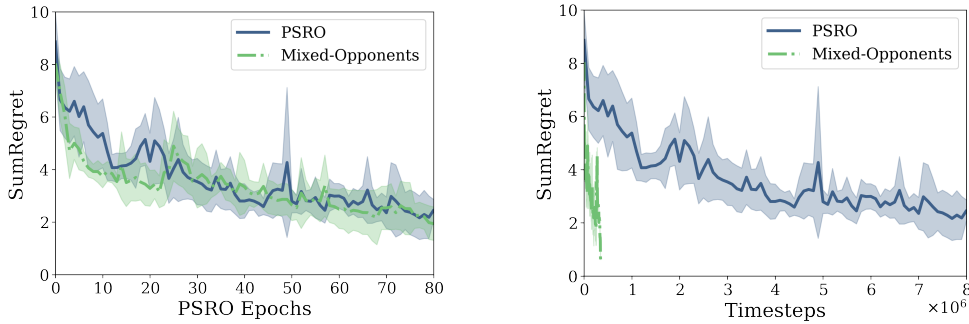 10
8
6
4
2
0
SumRegret
PSRO
Mixed-Opponents
0 10 20 30 40 50 60 70 80
PSRO Epochs
10
8
6
4
2
0
SumRegret
PSRO
Mixed-Opponents
0 1 2 3 4 5 6 7 8
Timesteps
×10⁶